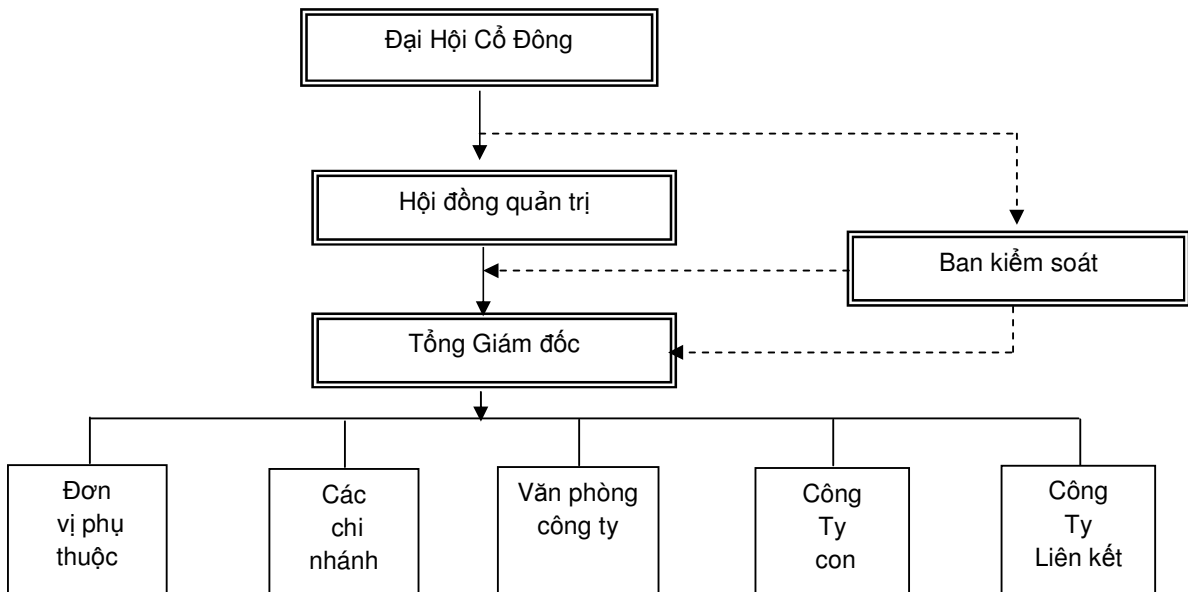 Đại Hội Cổ Đông
Hội đồng quản trị
Ban kiểm soát
Tổng Giám đốc
Đơn
vị phụ
thuộc
Các
chi
nhánh
Văn phòng
công ty
Công
Ty
con
Công
Ty
Liên kết